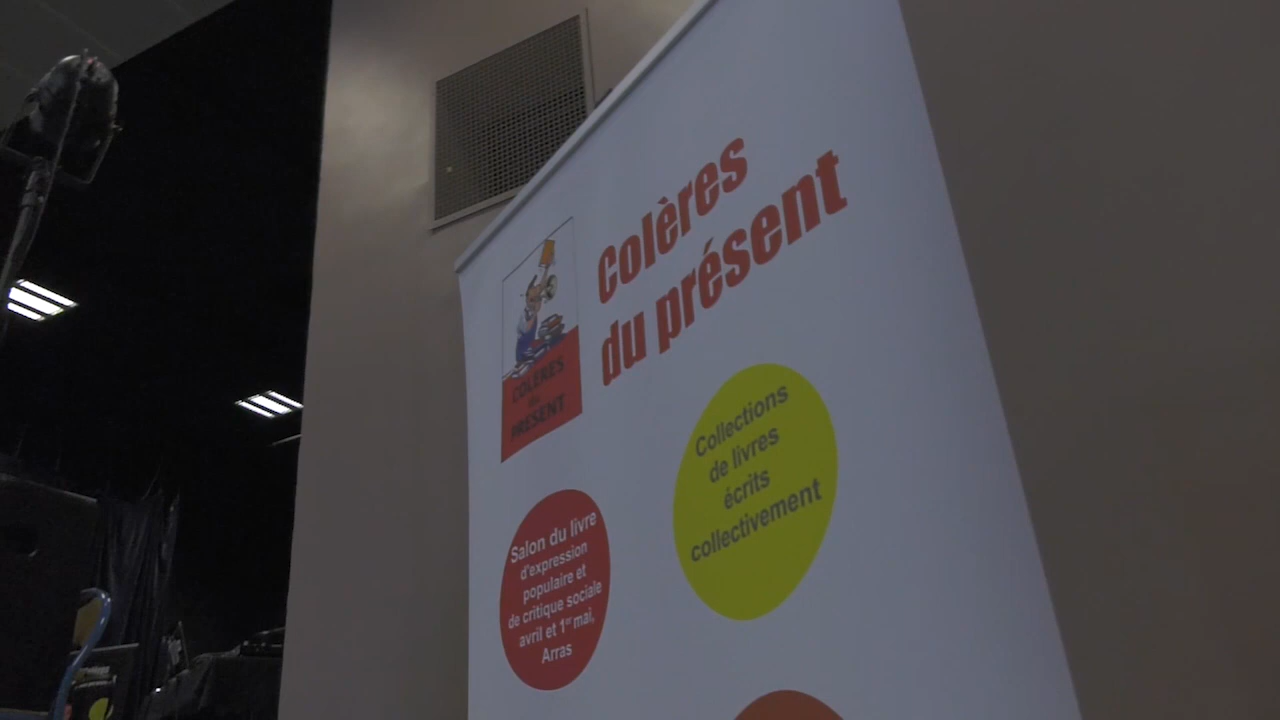 Colères
du présent
COLÈRES
du
PRÉSENT
Collections
de livres
écrits
collectivement
Salon du livre
d'expression
populaire et
de critique sociale
avril et 1er mai,
Arras